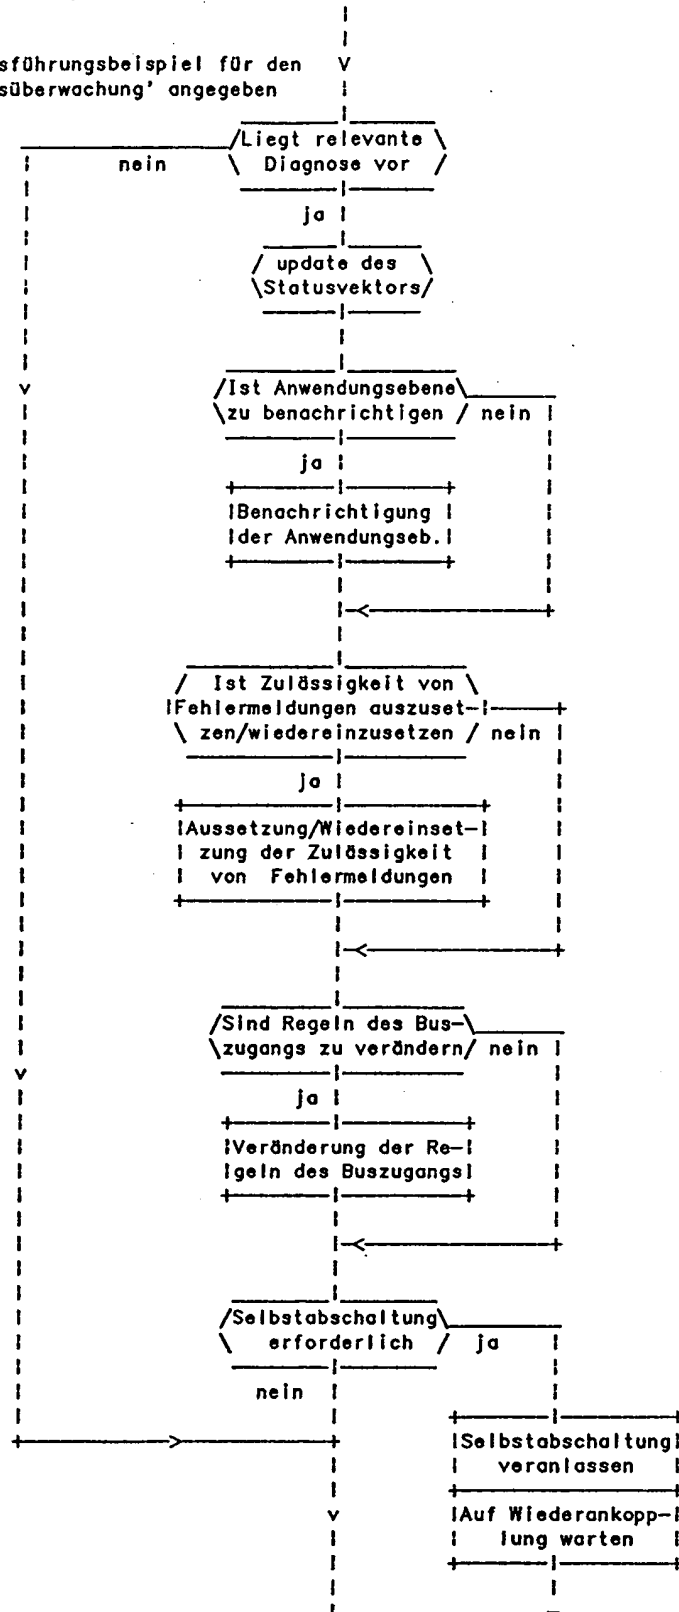 sführungsbeispiel für den
süberwachung' angegeben
Liegt relevante
nein Diagnose vor
ja
update des
Statusvektors
Ist Anwendungsebene
zu benachrichtigen nein
ja
Benachrichtigung
der Anwendungseb.
Ist Zulässigkeit von
Fehlermeldungen auszuset-
zen/wiedereinzusetzen nein
ja
Aussetzung/Wiedereinset-
zung der Zulässigkeit
von Fehlermeldungen
Sind Regeln des Bus-
zugangs zu verändern nein
ja
Veränderung der Re-
geln des Buszugangs
Selbstabschaltung
erforderlich ja
nein
Selbstabschaltung
veranlassen
Auf Wiederankopp-
lung warten